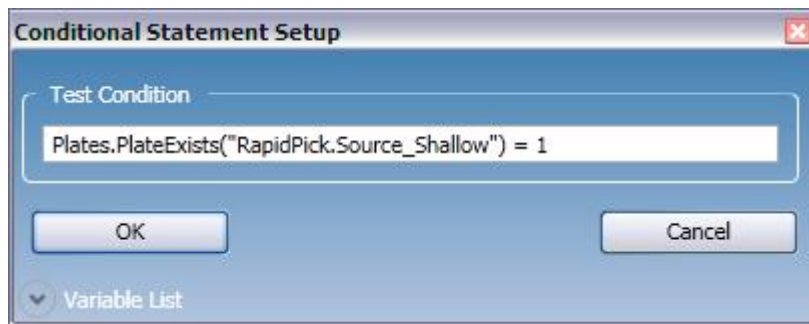 Conditional Statement Setup
Test Condition
Plates.PlateExists("RapidPick.Source_Shallow") = 1
OK
Cancel
Variable List